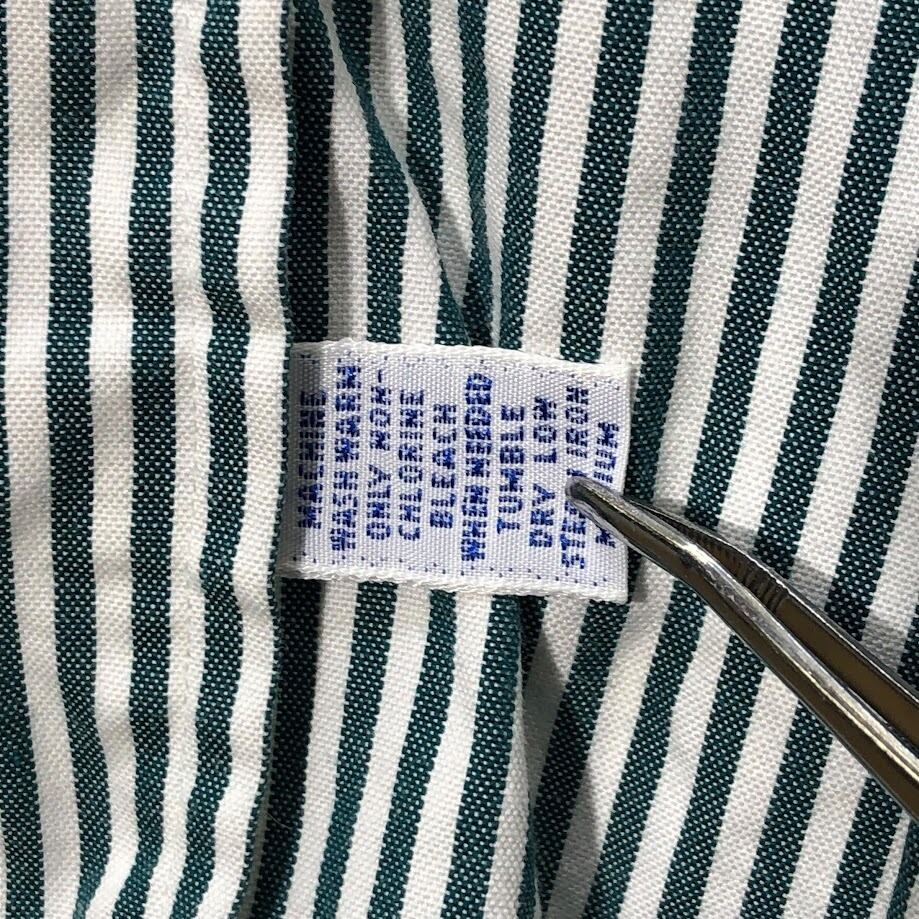 MACHINE
WASH WARM
ONLY NON-
CHLORINE
BLEACH
WHEN NEEDED
TUMBLE
DRY LOW
IRON